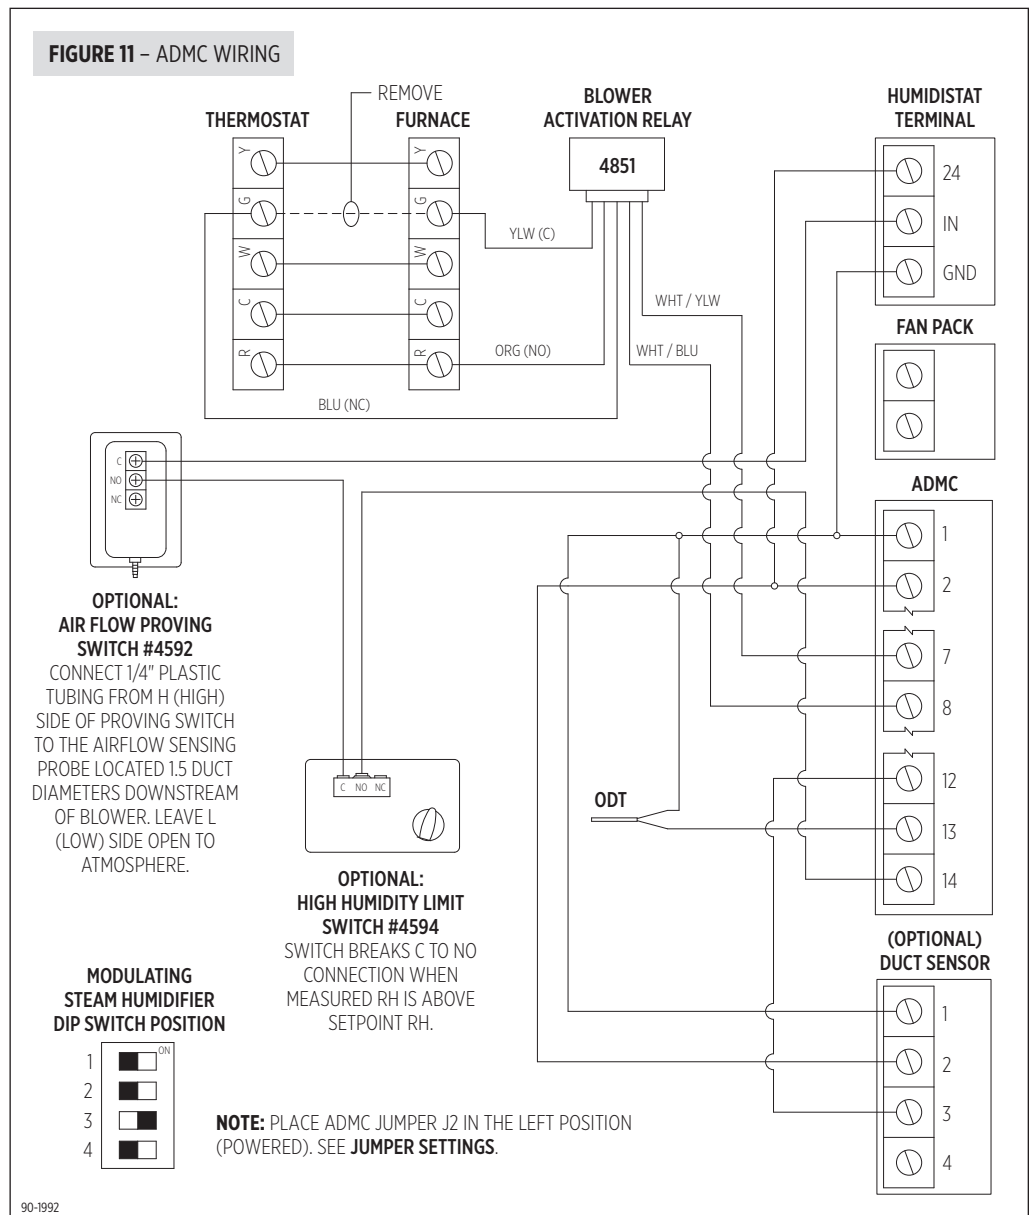 FIGURE 11 – ADMC WIRING
REMOVE
THERMOSTAT
FURNACE
Y
G
W
C
R
Y
G
W
C
R
BLOWER
ACTIVATION RELAY
4851
YLW (C)
ORG (NO)
BLU (NC)
WHT / YLW
WHT / BLU
HUMIDISTAT
TERMINAL
24
IN
GND
FAN PACK
ADMC
1
2
7
8
12
13
14
C
NO
NC
OPTIONAL:
AIR FLOW PROVING
SWITCH #4592
CONNECT 1/4" PLASTIC
TUBING FROM H (HIGH)
SIDE OF PROVING SWITCH
TO THE AIRFLOW SENSING
PROBE LOCATED 1.5 DUCT
DIAMETERS DOWNSTREAM
OF BLOWER. LEAVE L
(LOW) SIDE OPEN TO
ATMOSPHERE.
C NO NC
OPTIONAL:
HIGH HUMIDITY LIMIT
SWITCH #4594
SWITCH BREAKS C TO NO
CONNECTION WHEN
MEASURED RH IS ABOVE
SETPOINT RH.
ODT
(OPTIONAL)
DUCT SENSOR
1
2
3
4
MODULATING
STEAM HUMIDIFIER
DIP SWITCH POSITION
ON
1
2
3
4
NOTE: PLACE ADMC JUMPER J2 IN THE LEFT POSITION
(POWERED). SEE JUMPER SETTINGS.
90-1992